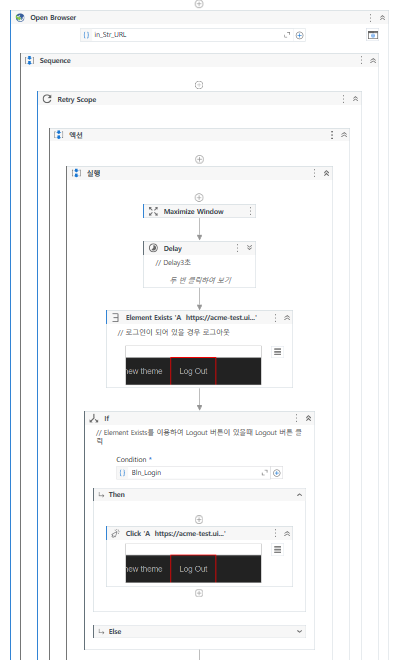 Open Browser
in_Str_URL
Sequence
Retry Scope
액션
실행
Maximize Window
Delay
// Delay3초
두 번 클릭하여 보기
Element Exists 'A https://acme-test.ui...'
// 로그인이 되어 있을 경우 로그아웃
new theme Log Out
If
// Element Exists를 이용하여 Logout 버튼이 있을때 Logout 버튼 클
릭
Condition *
Bln_Login
Then
Click 'A https://acme-test.ui...'
new theme Log Out
Else